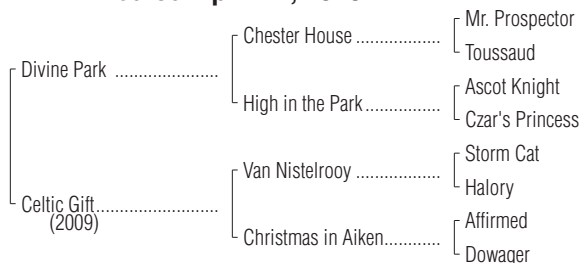 Chester House ..................
Mr. Prospector
Toussaud
Divine Park ......................
High in the Park................
Ascot Knight
Czar's Princess
Celtic Gift..........................
(2009)
Van Nistelrooy .................
Storm Cat
Halory
Christmas in Aiken............
Affirmed
Dowager